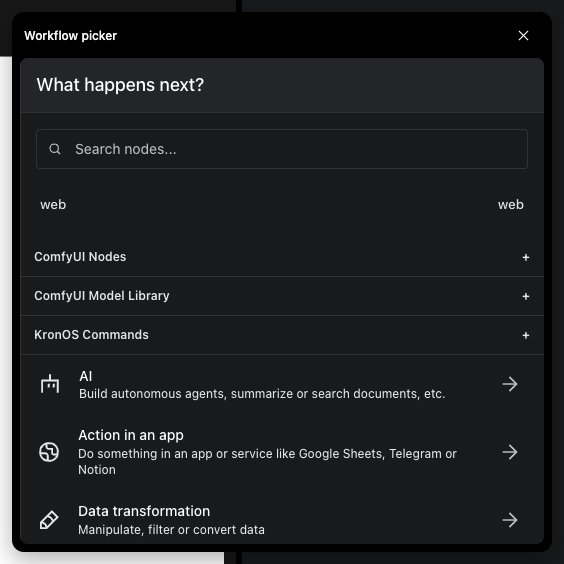 Workflow picker
What happens next?
Search nodes...
web web
ComfyUI Nodes +
ComfyUI Model Library +
KronOS Commands +
AI
Build autonomous agents, summarize or search documents, etc.
Action in an app
Do something in an app or service like Google Sheets, Telegram or
Notion
Data transformation
Manipulate, filter or convert data